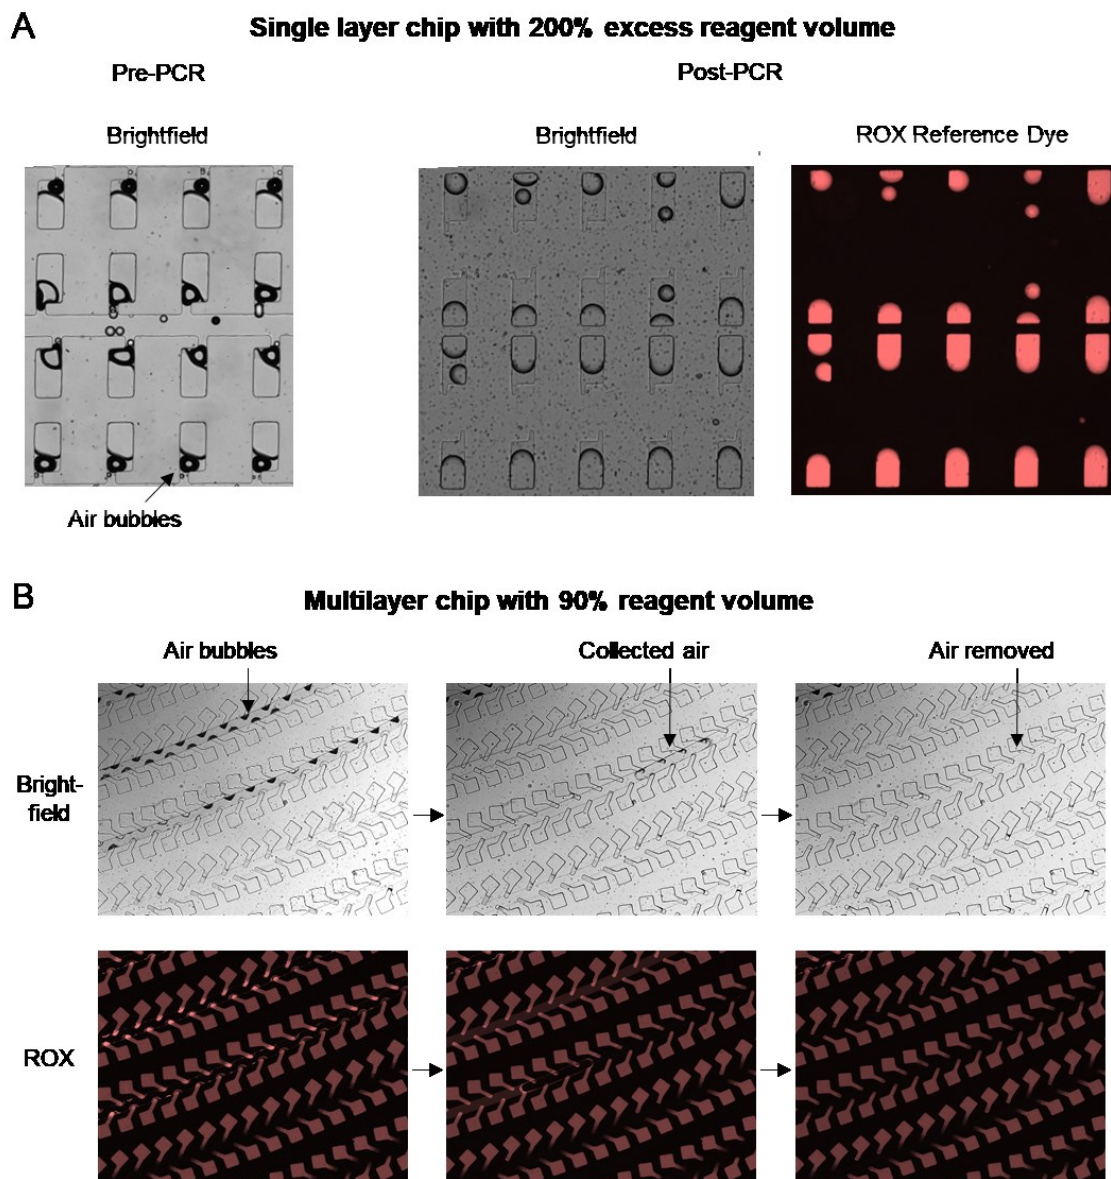 A
Single layer chip with 200% excess reagent volume
Pre-PCR
Post-PCR
Brightfield
Brightfield
ROX Reference Dye
Air bubbles
B
Multilayer chip with 90% reagent volume
Air bubbles
Collected air
Air removed
Bright-
field
ROX